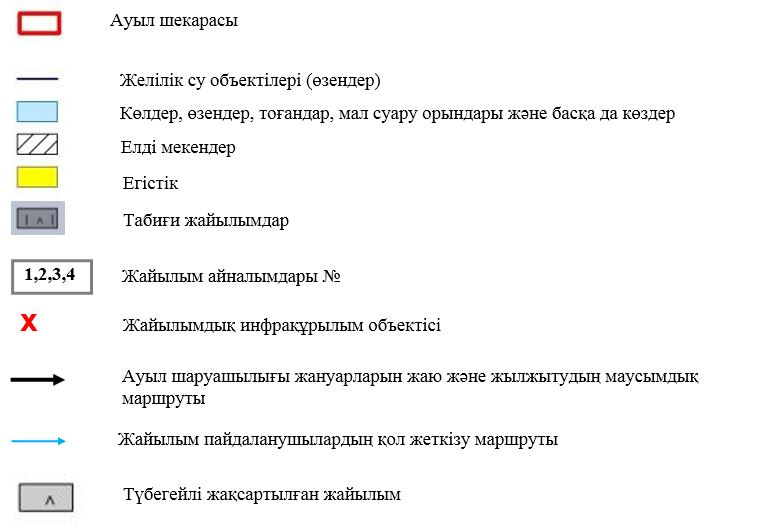 Ауыл шекарасы
Желілік су объектілері (өзендер)
Көлдер, өзендер, тоғандар, мал суару орындары және басқа да көздер
Елді мекендер
Егістік
Табиғи жайылымдар
1,2,3,4 Жайылым айналымдары №
X Жайылымдық инфрақұрылым объектісі
Ауыл шаруашылығы жануарларын жаю және жылжытудың маусымдық
маршруты
Жайылым пайдаланушылардың қол жеткізу маршруты
Түбегейлі жақсартылған жайылым